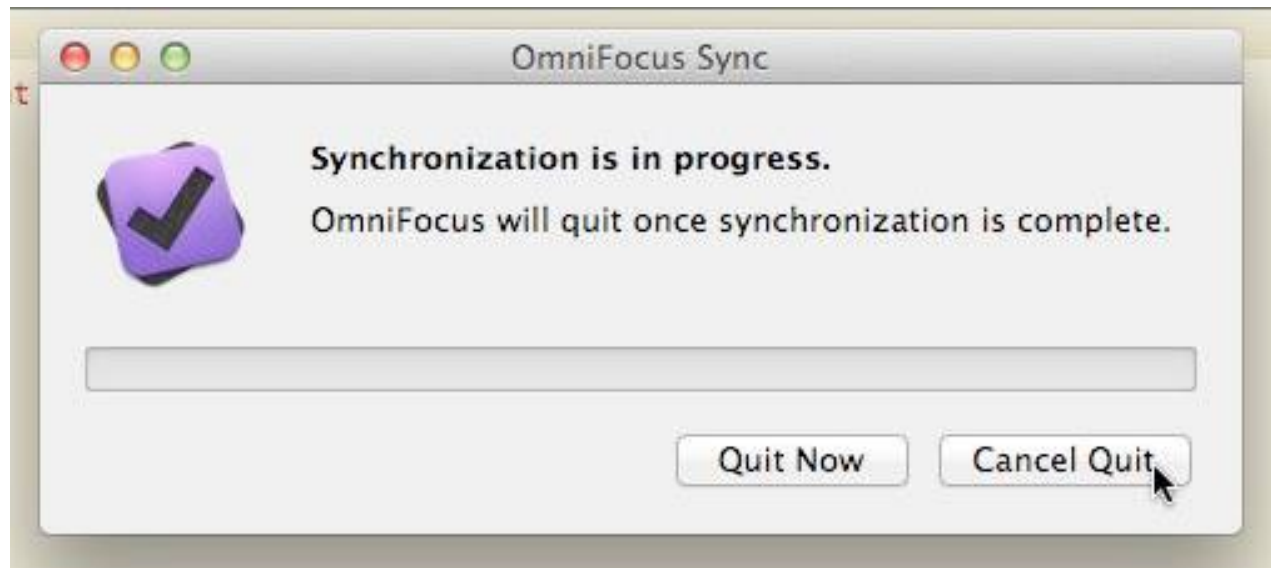 OmniFocus Sync
t
Synchronization is in progress.
OmniFocus will quit once synchronization is complete.
Quit Now
Cancel Quit